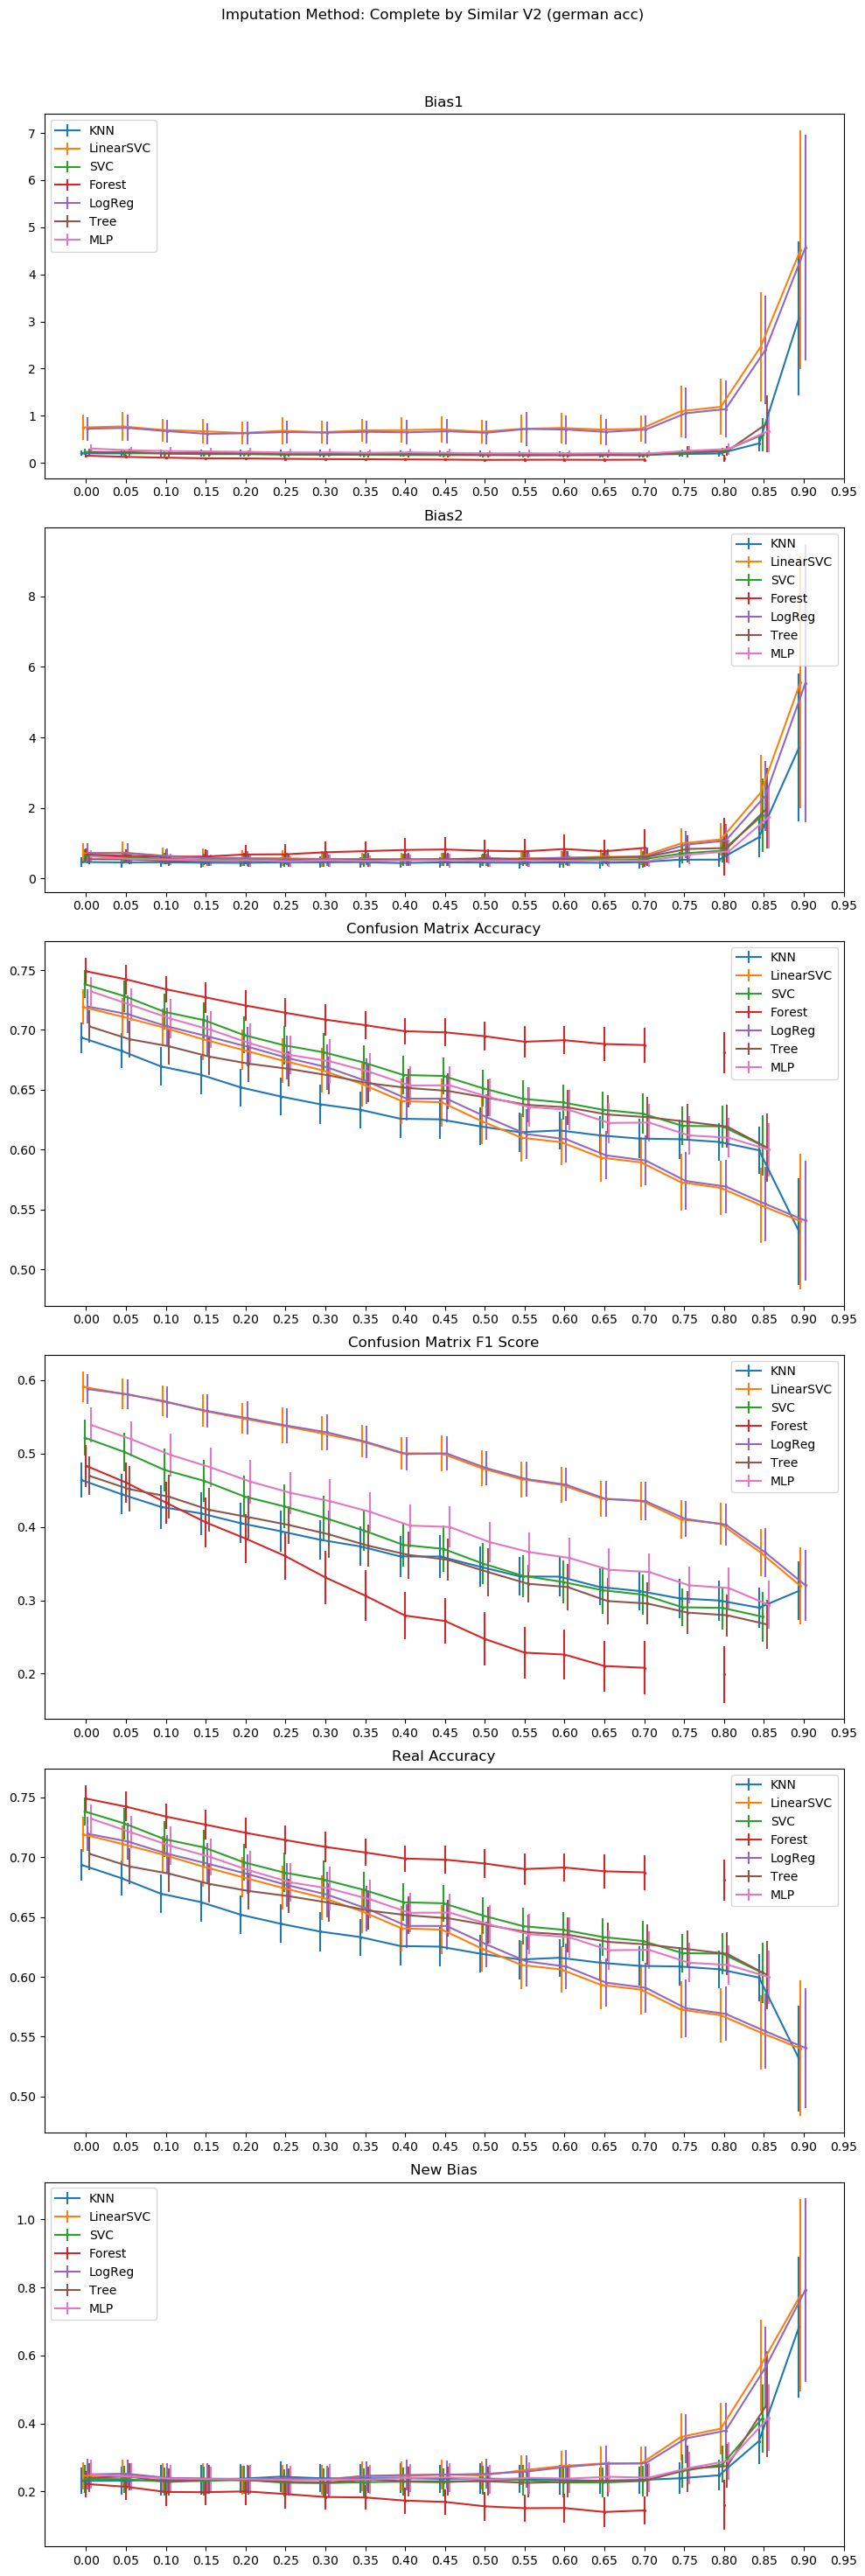 Imputation Method: Complete by Similar V2 (german acc)
Bias1
7
6
5
4
3
2
1
0
KNN
LinearSVC
SVC
Forest
LogReg
Tree
MLP
0.00 0.05 0.10 0.15 0.20 0.25 0.30 0.35 0.40 0.45 0.50 0.55 0.60 0.65 0.70 0.75 0.80 0.85 0.90 0.95
Bias2
8
6
4
2
0
KNN
LinearSVC
SVC
Forest
LogReg
Tree
MLP
0.00 0.05 0.10 0.15 0.20 0.25 0.30 0.35 0.40 0.45 0.50 0.55 0.60 0.65 0.70 0.75 0.80 0.85 0.90 0.95
Confusion Matrix Accuracy
0.75
0.70
0.65
0.60
0.55
0.50
KNN
LinearSVC
SVC
Forest
LogReg
Tree
MLP
0.00 0.05 0.10 0.15 0.20 0.25 0.30 0.35 0.40 0.45 0.50 0.55 0.60 0.65 0.70 0.75 0.80 0.85 0.90 0.95
Confusion Matrix F1 Score
0.6
0.5
0.4
0.3
0.2
KNN
LinearSVC
SVC
Forest
LogReg
Tree
MLP
0.00 0.05 0.10 0.15 0.20 0.25 0.30 0.35 0.40 0.45 0.50 0.55 0.60 0.65 0.70 0.75 0.80 0.85 0.90 0.95
Real Accuracy
0.75
0.70
0.65
0.60
0.55
0.50
KNN
LinearSVC
SVC
Forest
LogReg
Tree
MLP
0.00 0.05 0.10 0.15 0.20 0.25 0.30 0.35 0.40 0.45 0.50 0.55 0.60 0.65 0.70 0.75 0.80 0.85 0.90 0.95
New Bias
1.0
0.8
0.6
0.4
0.2
KNN
LinearSVC
SVC
Forest
LogReg
Tree
MLP
0.00 0.05 0.10 0.15 0.20 0.25 0.30 0.35 0.40 0.45 0.50 0.55 0.60 0.65 0.70 0.75 0.80 0.85 0.90 0.95